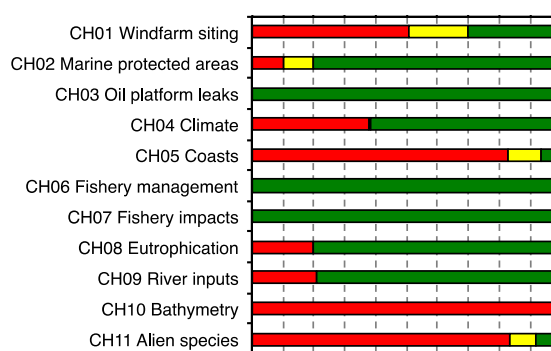 CH01 Windfarm siting
CH02 Marine protected areas
CH03 Oil platform leaks
CH04 Climate
CH05 Coasts
CH06 Fishery management
CH07 Fishery impacts
CH08 Eutrophication
CH09 River inputs
CH10 Bathymetry
CH11 Alien species